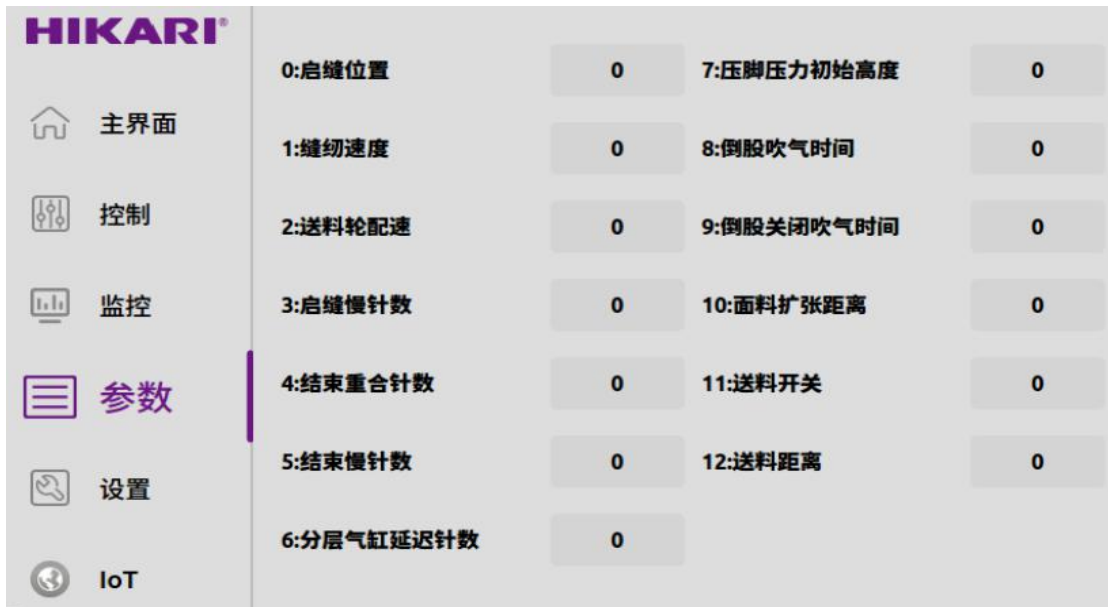 HIKARI®
主界面
控制
监控
参数
设置
IoT
0:启缝位置 0
1:缝纫速度 0
2:送料轮配速 0
3:启缝慢针数 0
4:结束重合针数 0
5:结束慢针数 0
6:分层气缸延迟针数 0
7:压脚压力初始高度 0
8:倒股吹气时间 0
9:倒股关闭吹气时间 0
10:面料扩张距离 0
11:送料开关 0
12:送料距离 0